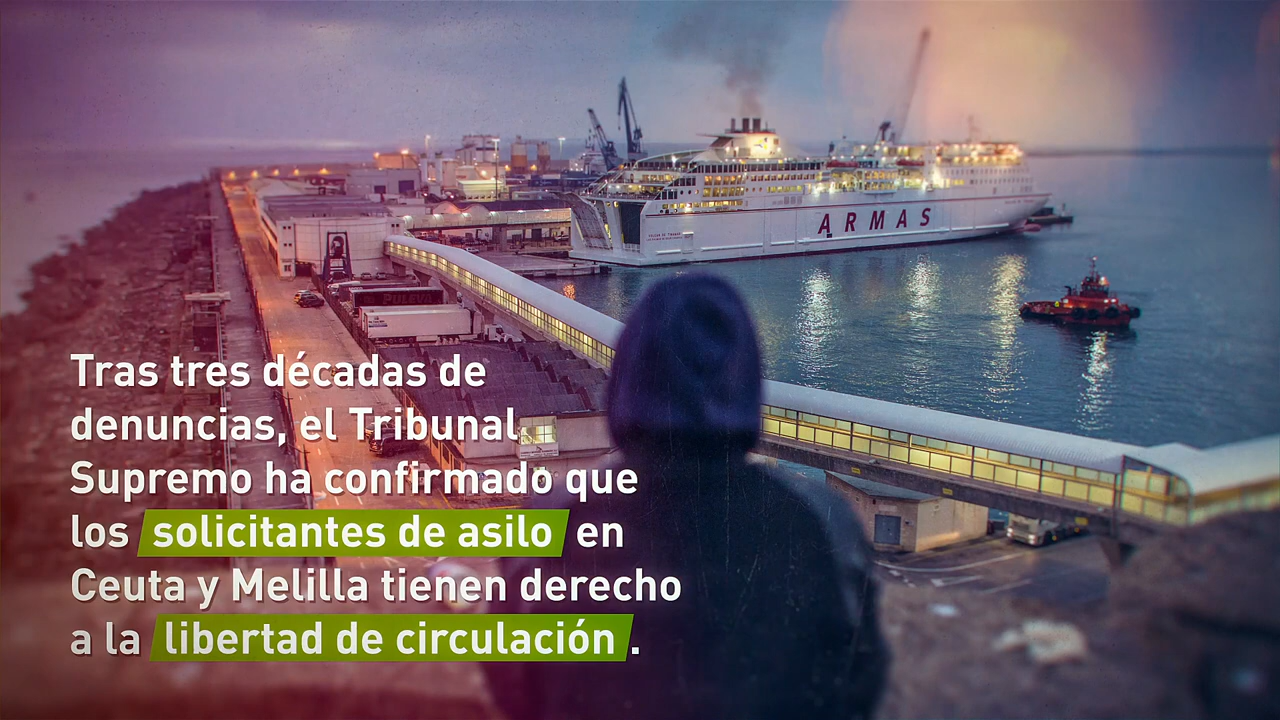 ARMAS
PULEVA
Tras tres décadas de
denuncias, el Tribunal
Supremo ha confirmado que
los solicitantes de asilo en
Ceuta y Melilla tienen derecho
a la libertad de circulación.